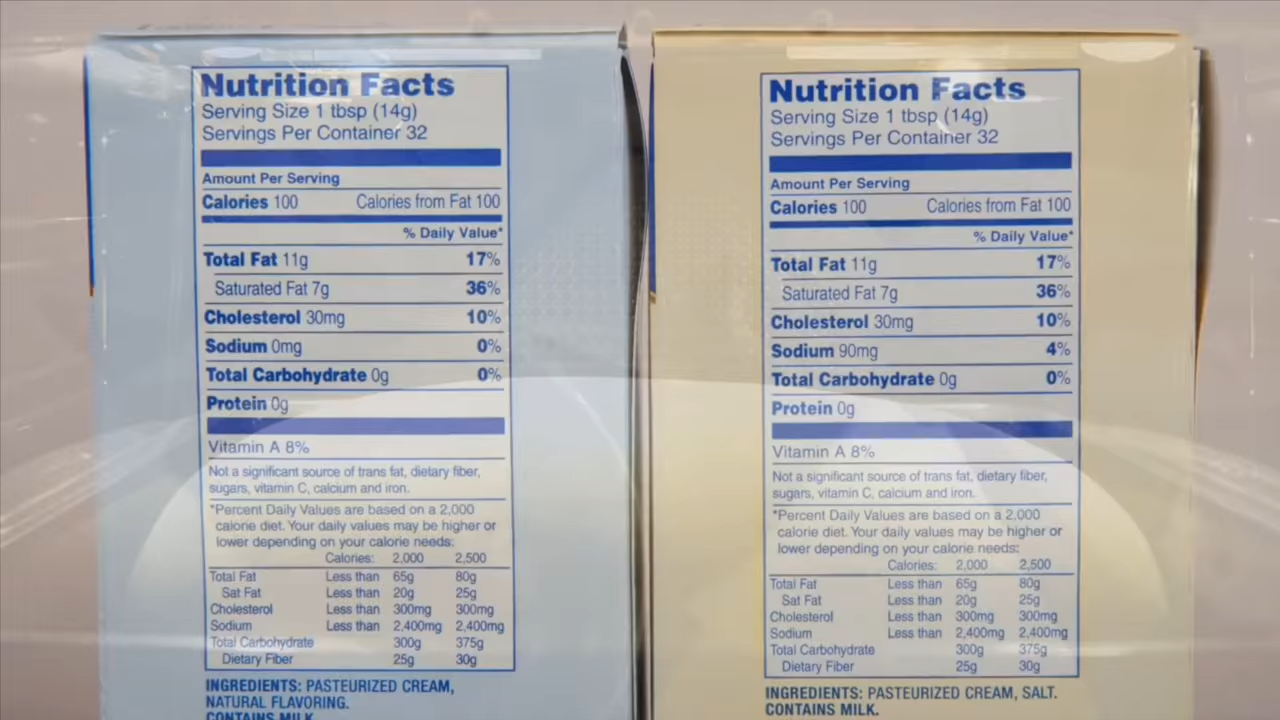 Nutrition Facts
Serving Size 1 tbsp (14g)
Servings Per Container 32
Amount Per Serving
Calories 100 Calories from Fat 100
% Daily Value*
Total Fat 11g 17%
Saturated Fat 7g 36%
Cholesterol 30mg 10%
Sodium 0mg 0%
Total Carbohydrate 0g 0%
Protein 0g
Vitamin A 8%
Not a significant source of trans fat, dietary fiber,
sugars, vitamin C, calcium and iron.
*Percent Daily Values are based on a 2,000
calorie diet. Your daily values may be higher or
lower depending on your calorie needs:
Calories: 2,000 2,500
Total Fat Less than 65g 80g
Sat Fat Less than 20g 25g
Cholesterol Less than 300mg 300mg
Sodium Less than 2,400mg 2,400mg
Total Carbohydrate 300g 375g
Dietary Fiber 25g 30g
INGREDIENTS: PASTEURIZED CREAM,
NATURAL FLAVORING.
CONTAINS MILK
Nutrition Facts
Serving Size 1 tbsp (14g)
Servings Per Container 32
Amount Per Serving
Calories 100 Calories from Fat 100
% Daily Value*
Total Fat 11g 17%
Saturated Fat 7g 36%
Cholesterol 30mg 10%
Sodium 90mg 4%
Total Carbohydrate 0g 0%
Protein 0g
Vitamin A 8%
Not a significant source of trans fat, dietary fiber,
sugars, vitamin C, calcium and iron.
*Percent Daily Values are based on a 2,000
calorie diet. Your daily values may be higher or
lower depending on your calorie needs:
Calories: 2,000 2,500
Total Fat Less than 65g 80g
Sat Fat Less than 20g 25g
Cholesterol Less than 300mg 300mg
Sodium Less than 2,400mg 2,400mg
Total Carbohydrate 300g 375g
Dietary Fiber 25g 30g
INGREDIENTS: PASTEURIZED CREAM, SALT.
CONTAINS MILK.